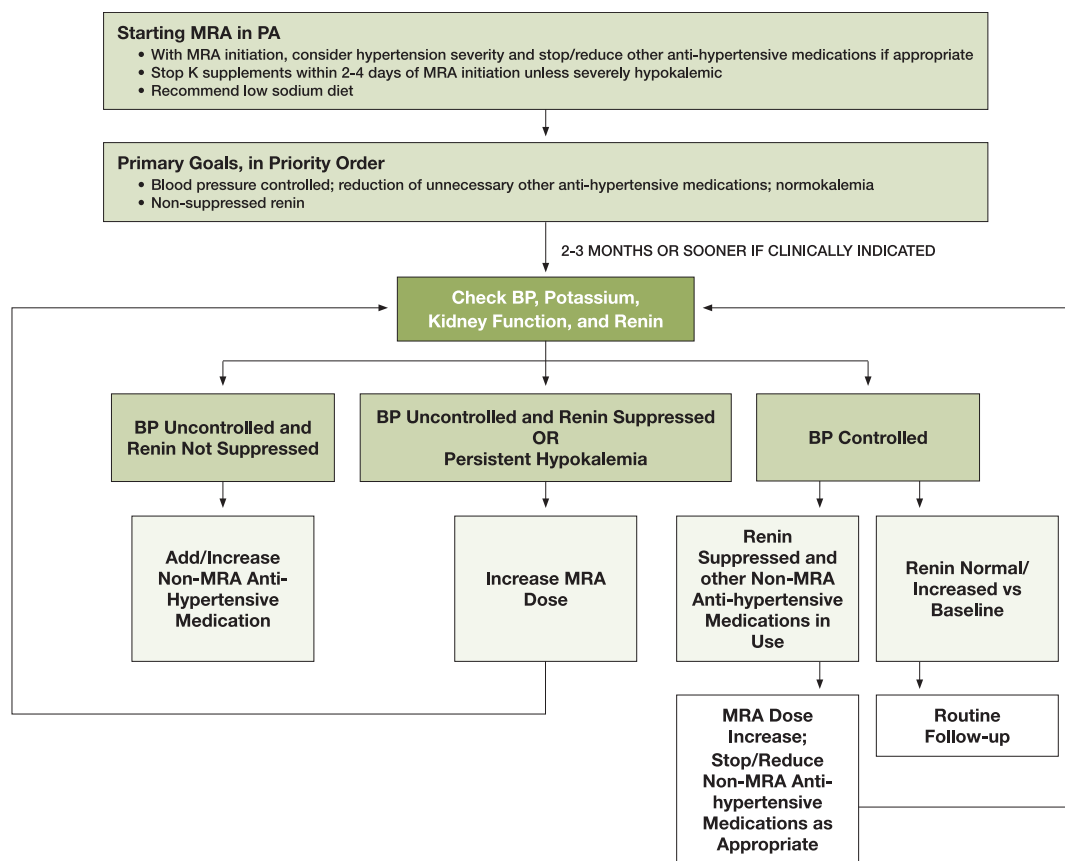 Starting MRA in PA
• With MRA initiation, consider hypertension severity and stop/reduce other anti-hypertensive medications if appropriate
• Stop K supplements within 2-4 days of MRA initiation unless severely hypokalemic
• Recommend low sodium diet
Primary Goals, in Priority Order
• Blood pressure controlled; reduction of unnecessary other anti-hypertensive medications; normokalemia
• Non-suppressed renin
2-3 MONTHS OR SOONER IF CLINICALLY INDICATED
Check BP, Potassium,
Kidney Function, and Renin
BP Uncontrolled and
Renin Not Suppressed
BP Uncontrolled and Renin Suppressed
OR
Persistent Hypokalemia
BP Controlled
Add/Increase
Non-MRA Anti-
Hypertensive
Medication
Increase MRA
Dose
Renin
Suppressed and
other Non-MRA
Anti-hypertensive
Medications in
Use
Renin Normal/
Increased vs
Baseline
MRA Dose
Increase;
Stop/Reduce
Non-MRA Anti-
hypertensive
Medications as
Appropriate
Routine
Follow-up